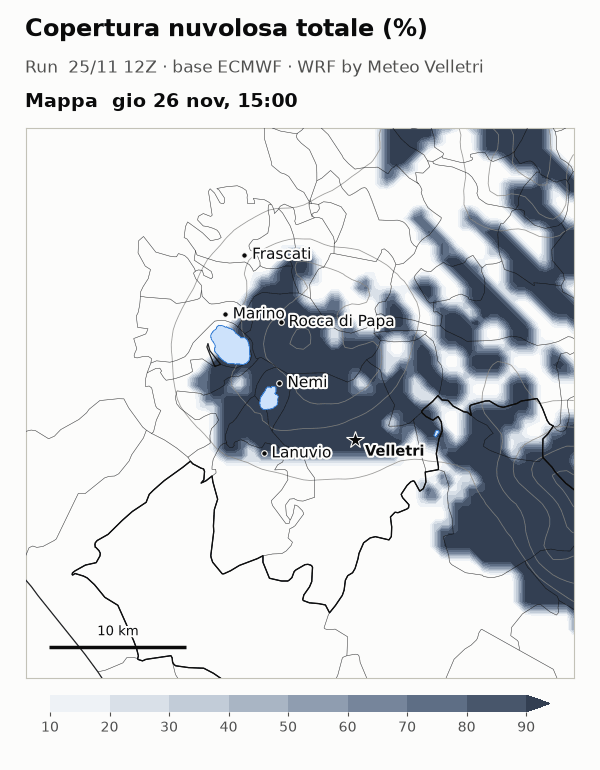 Copertura nuvolosa totale (%)
Run  25/11 12Z · base ECMWF · WRF by Meteo Velletri
Mappa  gio 26 nov, 15:00
Frascati
Marino
Rocca di Papa
Nemi
Velletri
Lanuvio
10 km
10 20 30 40 50 60 70 80 90